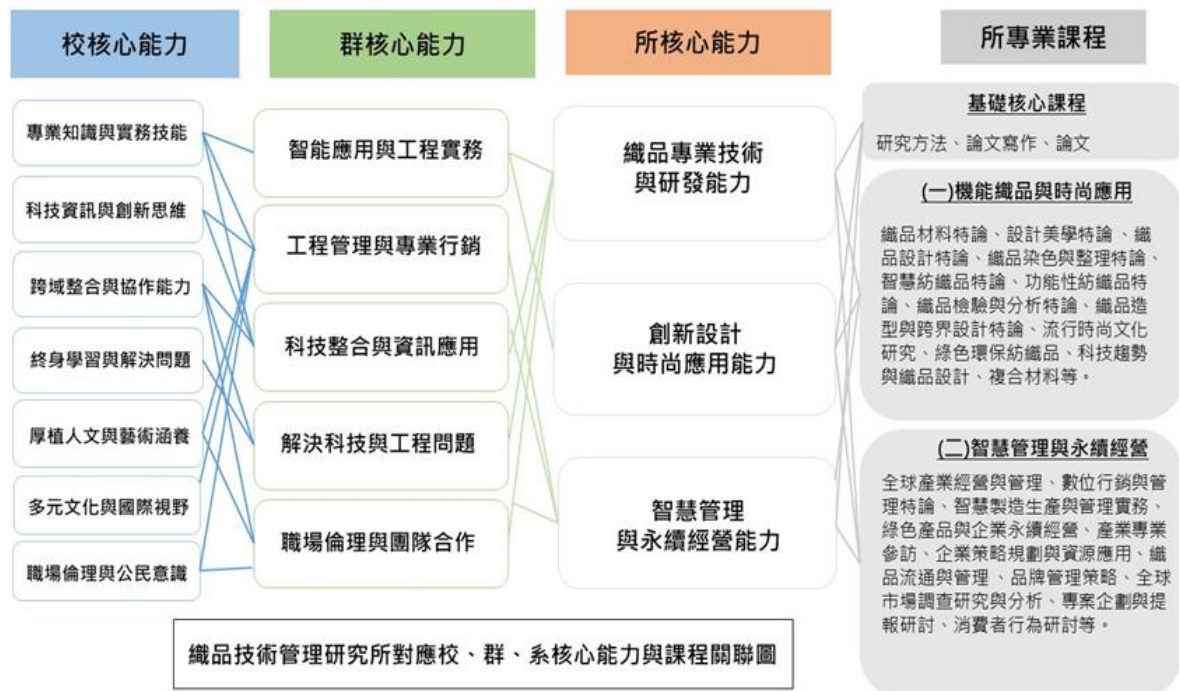 校核心能力
群核心能力
所核心能力
所專業課程
專業知識與實務技能
科技資訊與創新思維
跨域整合與協作能力
終身學習與解決問題
厚植人文與藝術涵養
多元文化與國際視野
職場倫理與公民意識
智能應用與工程實務
工程管理與專業行銷
科技整合與資訊應用
解決科技與工程問題
職場倫理與團隊合作
織品專業技術
與研發能力
創新設計
與時尚應用能力
智慧管理
與永續經營能力
基礎核心課程
研究方法、論文寫作、論文
(一)機能織品與時尚應用
織品材料特論、設計美學特論、織
品設計特論、織品染色與整理特論、
智慧紡織品特論、功能性紡織品特
論、織品檢驗與分析特論、織品造
型與跨界設計特論、流行時尚文化
研究、綠色環保紡織品、科技趨勢
與織品設計、複合材料等。
(二)智慧管理與永續經營
全球產業經營與管理、數位行銷與管
理特論、智慧製造生產與管理實務、
綠色產品與企業永續經營、產業專業
參訪、企業策略規劃與資源應用、織
品流通與管理、品牌管理策略、全球
市場調查研究與分析、專案企劃與提
報研討、消費者行為研討等。
織品技術管理研究所對應校、群、系核心能力與課程關聯圖